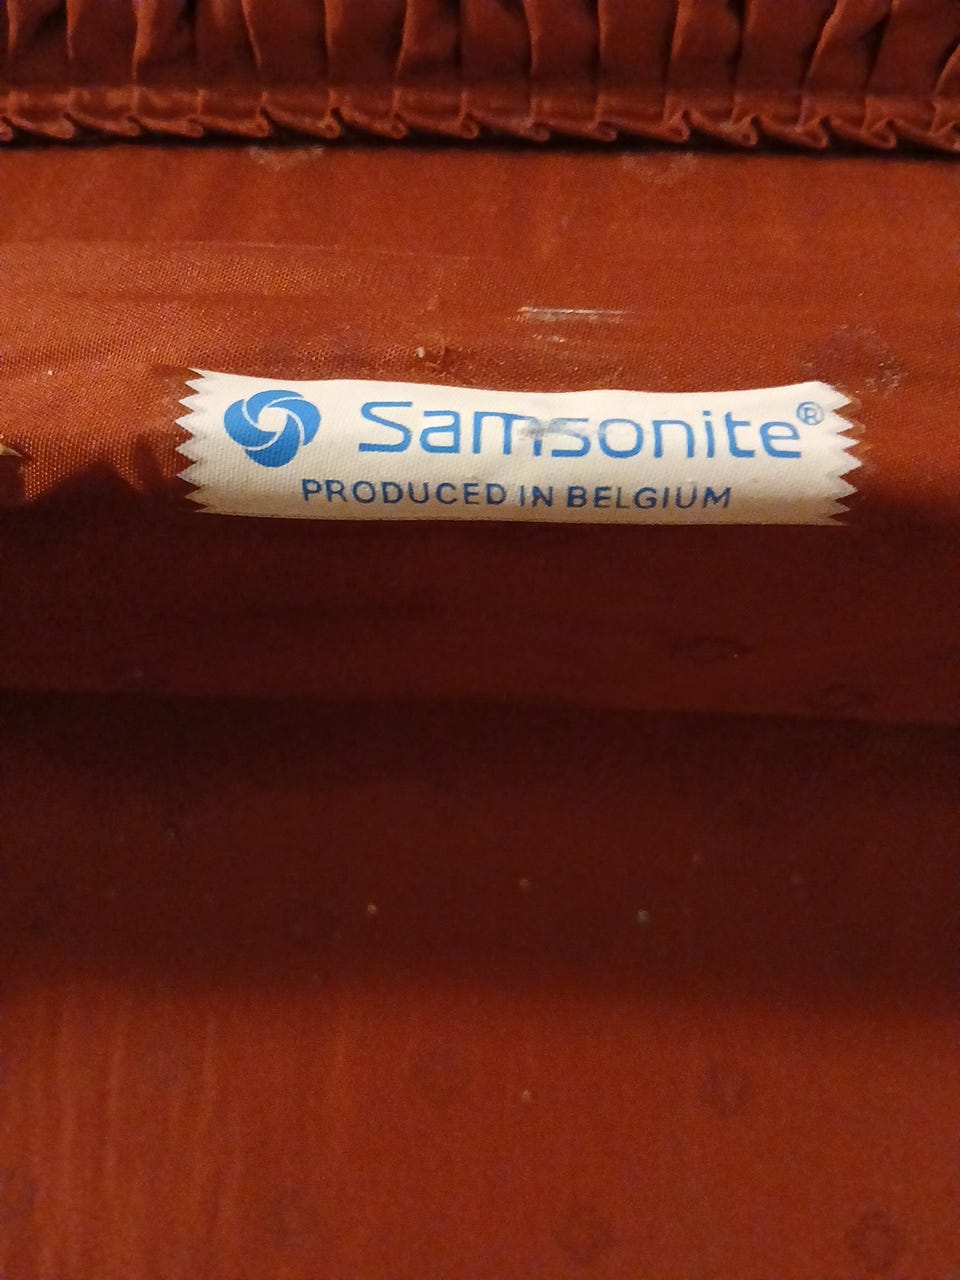 Samsonite®
PRODUCED IN BELGIUM